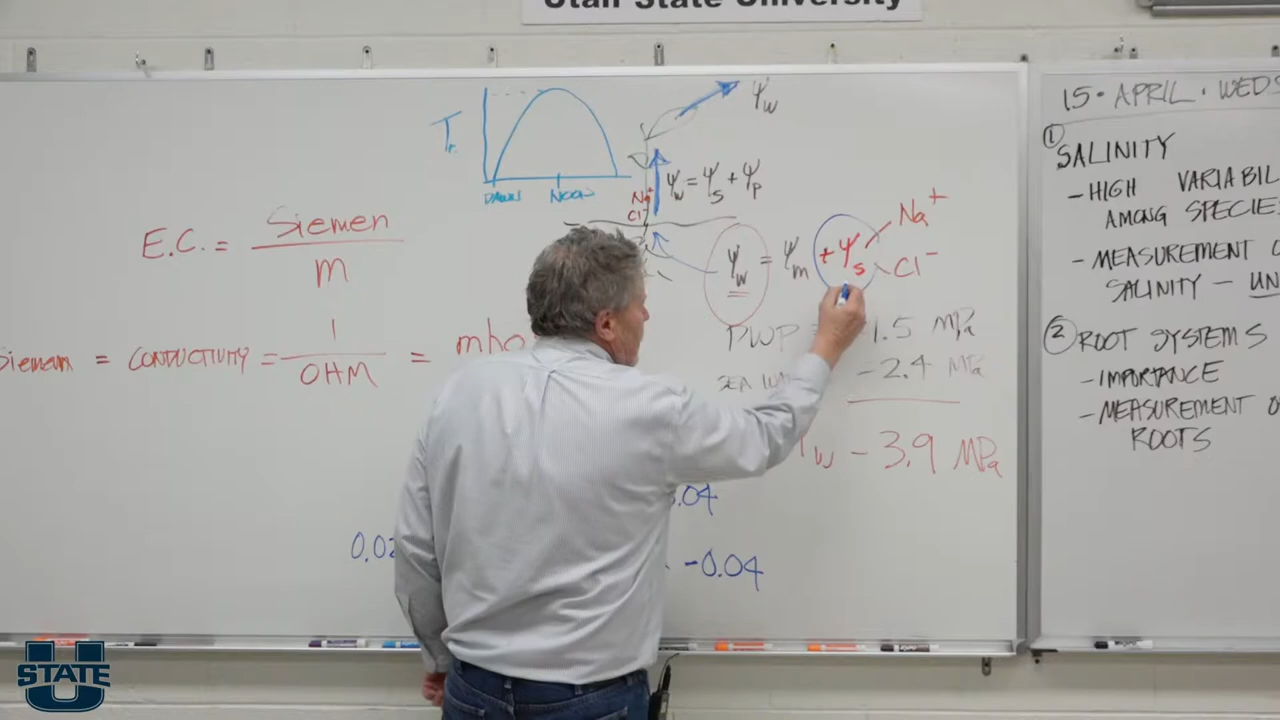 Utah State University
Tr
DAWN NOON
ψw
ψw = ψs + ψp
Na+
Cl-
E.C. = Siemen / m
ψw = ψm + ψs
Na+
Cl-
Siemen = CONDUCTIVITY = 1 / OHM = mho
PWP 1.5 MPa
SEA -2.4 MPa
w - 3.9 MPa
.04
0.02
-0.04
15 · APRIL · WEDS
① SALINITY
- HIGH VARIABIL
AMONG SPECIES
- MEASUREMENT O
SALINITY - UN
② ROOT SYSTEMS
- IMPORTANCE
- MEASUREMENT O
ROOTS
U
STATE